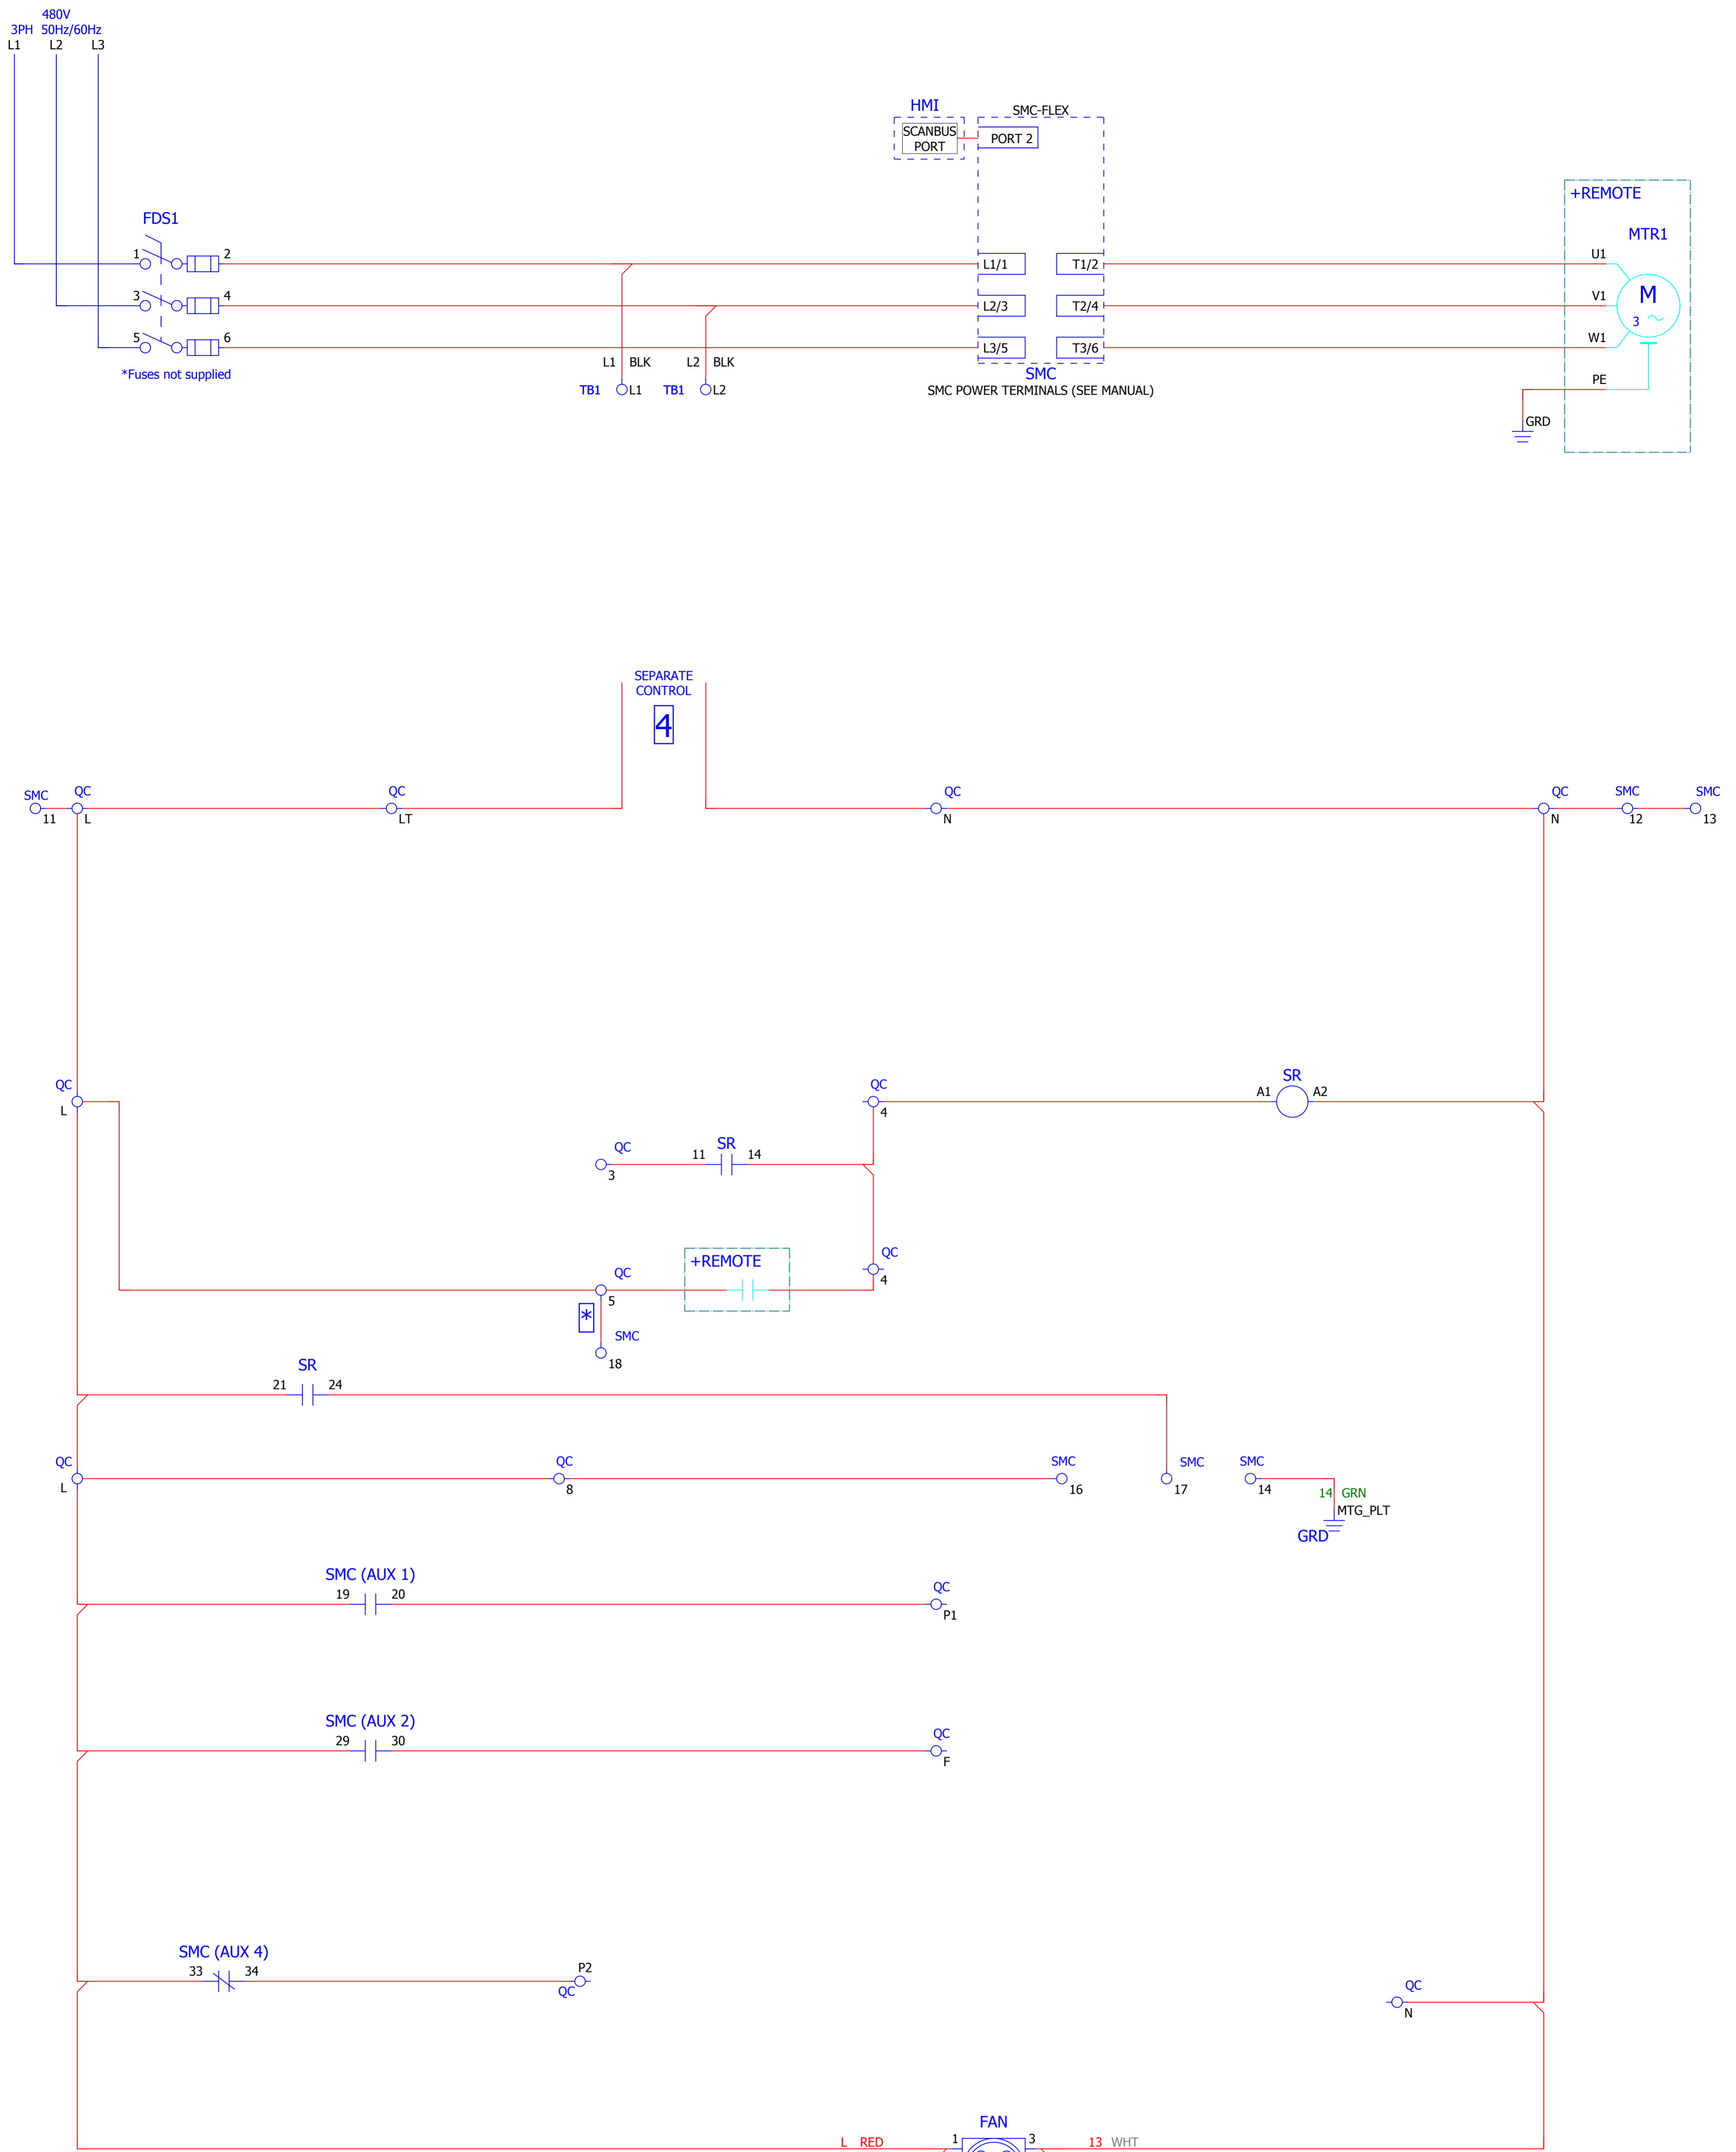 480V
3PH 50Hz/60Hz
L1 L2 L3
HMI
SMC-FLEX
SCANBUS
PORT
PORT 2
+REMOTE
MTR1
FDS1
1 2
L1/1 T1/2
U1
3 4
L2/3 T2/4
V1
M
3
5 6
L3/5 T3/6
W1
*Fuses not supplied
L1 BLK L2 BLK
SMC
PE
TB1 L1 TB1 L2
SMC POWER TERMINALS (SEE MANUAL)
GRD
SEPARATE
CONTROL
4
SMC QC QC QC QC SMC SMC
11 L LT N N 12 13
QC QC SR
A1 A2
L 4
QC 11 SR 14
3
+REMOTE
QC QC
4
5
*
SMC
18
SR
21 24
QC QC SMC SMC SMC
L 8 16 17 14
14 GRN
MTG_PLT
GRD
SMC (AUX 1)
19 20
QC
P1
SMC (AUX 2)
29 30
QC
F
SMC (AUX 4)
33 34
P2
QC
QC
N
FAN
L RED 1 3 13 WHT